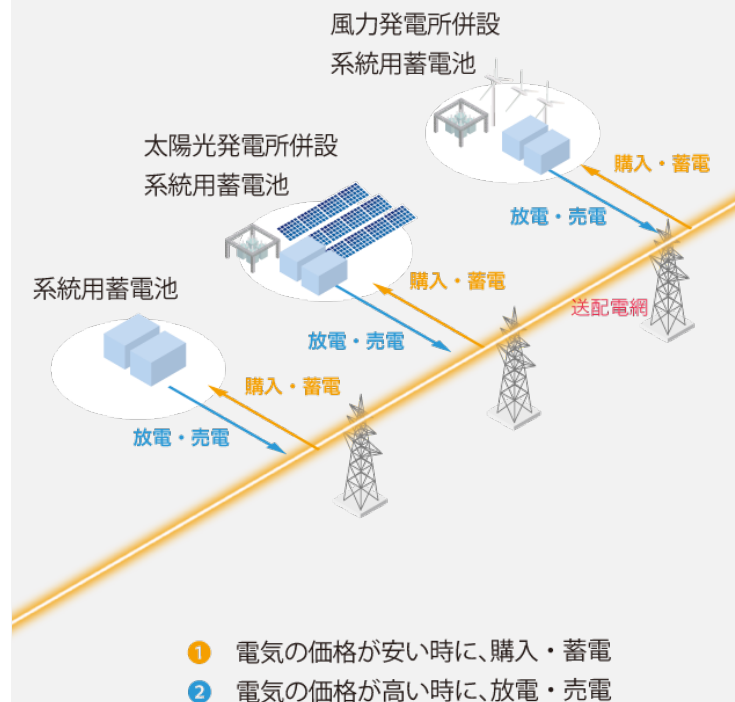 風力発電所併設
系統用蓄電池
購入・蓄電
放電・売電
太陽光発電所併設
系統用蓄電池
購入・蓄電
放電・売電
送配電網
系統用蓄電池
購入・蓄電
放電・売電
1 電気の価格が安い時に、購入・蓄電
2 電気の価格が高い時に、放電・売電